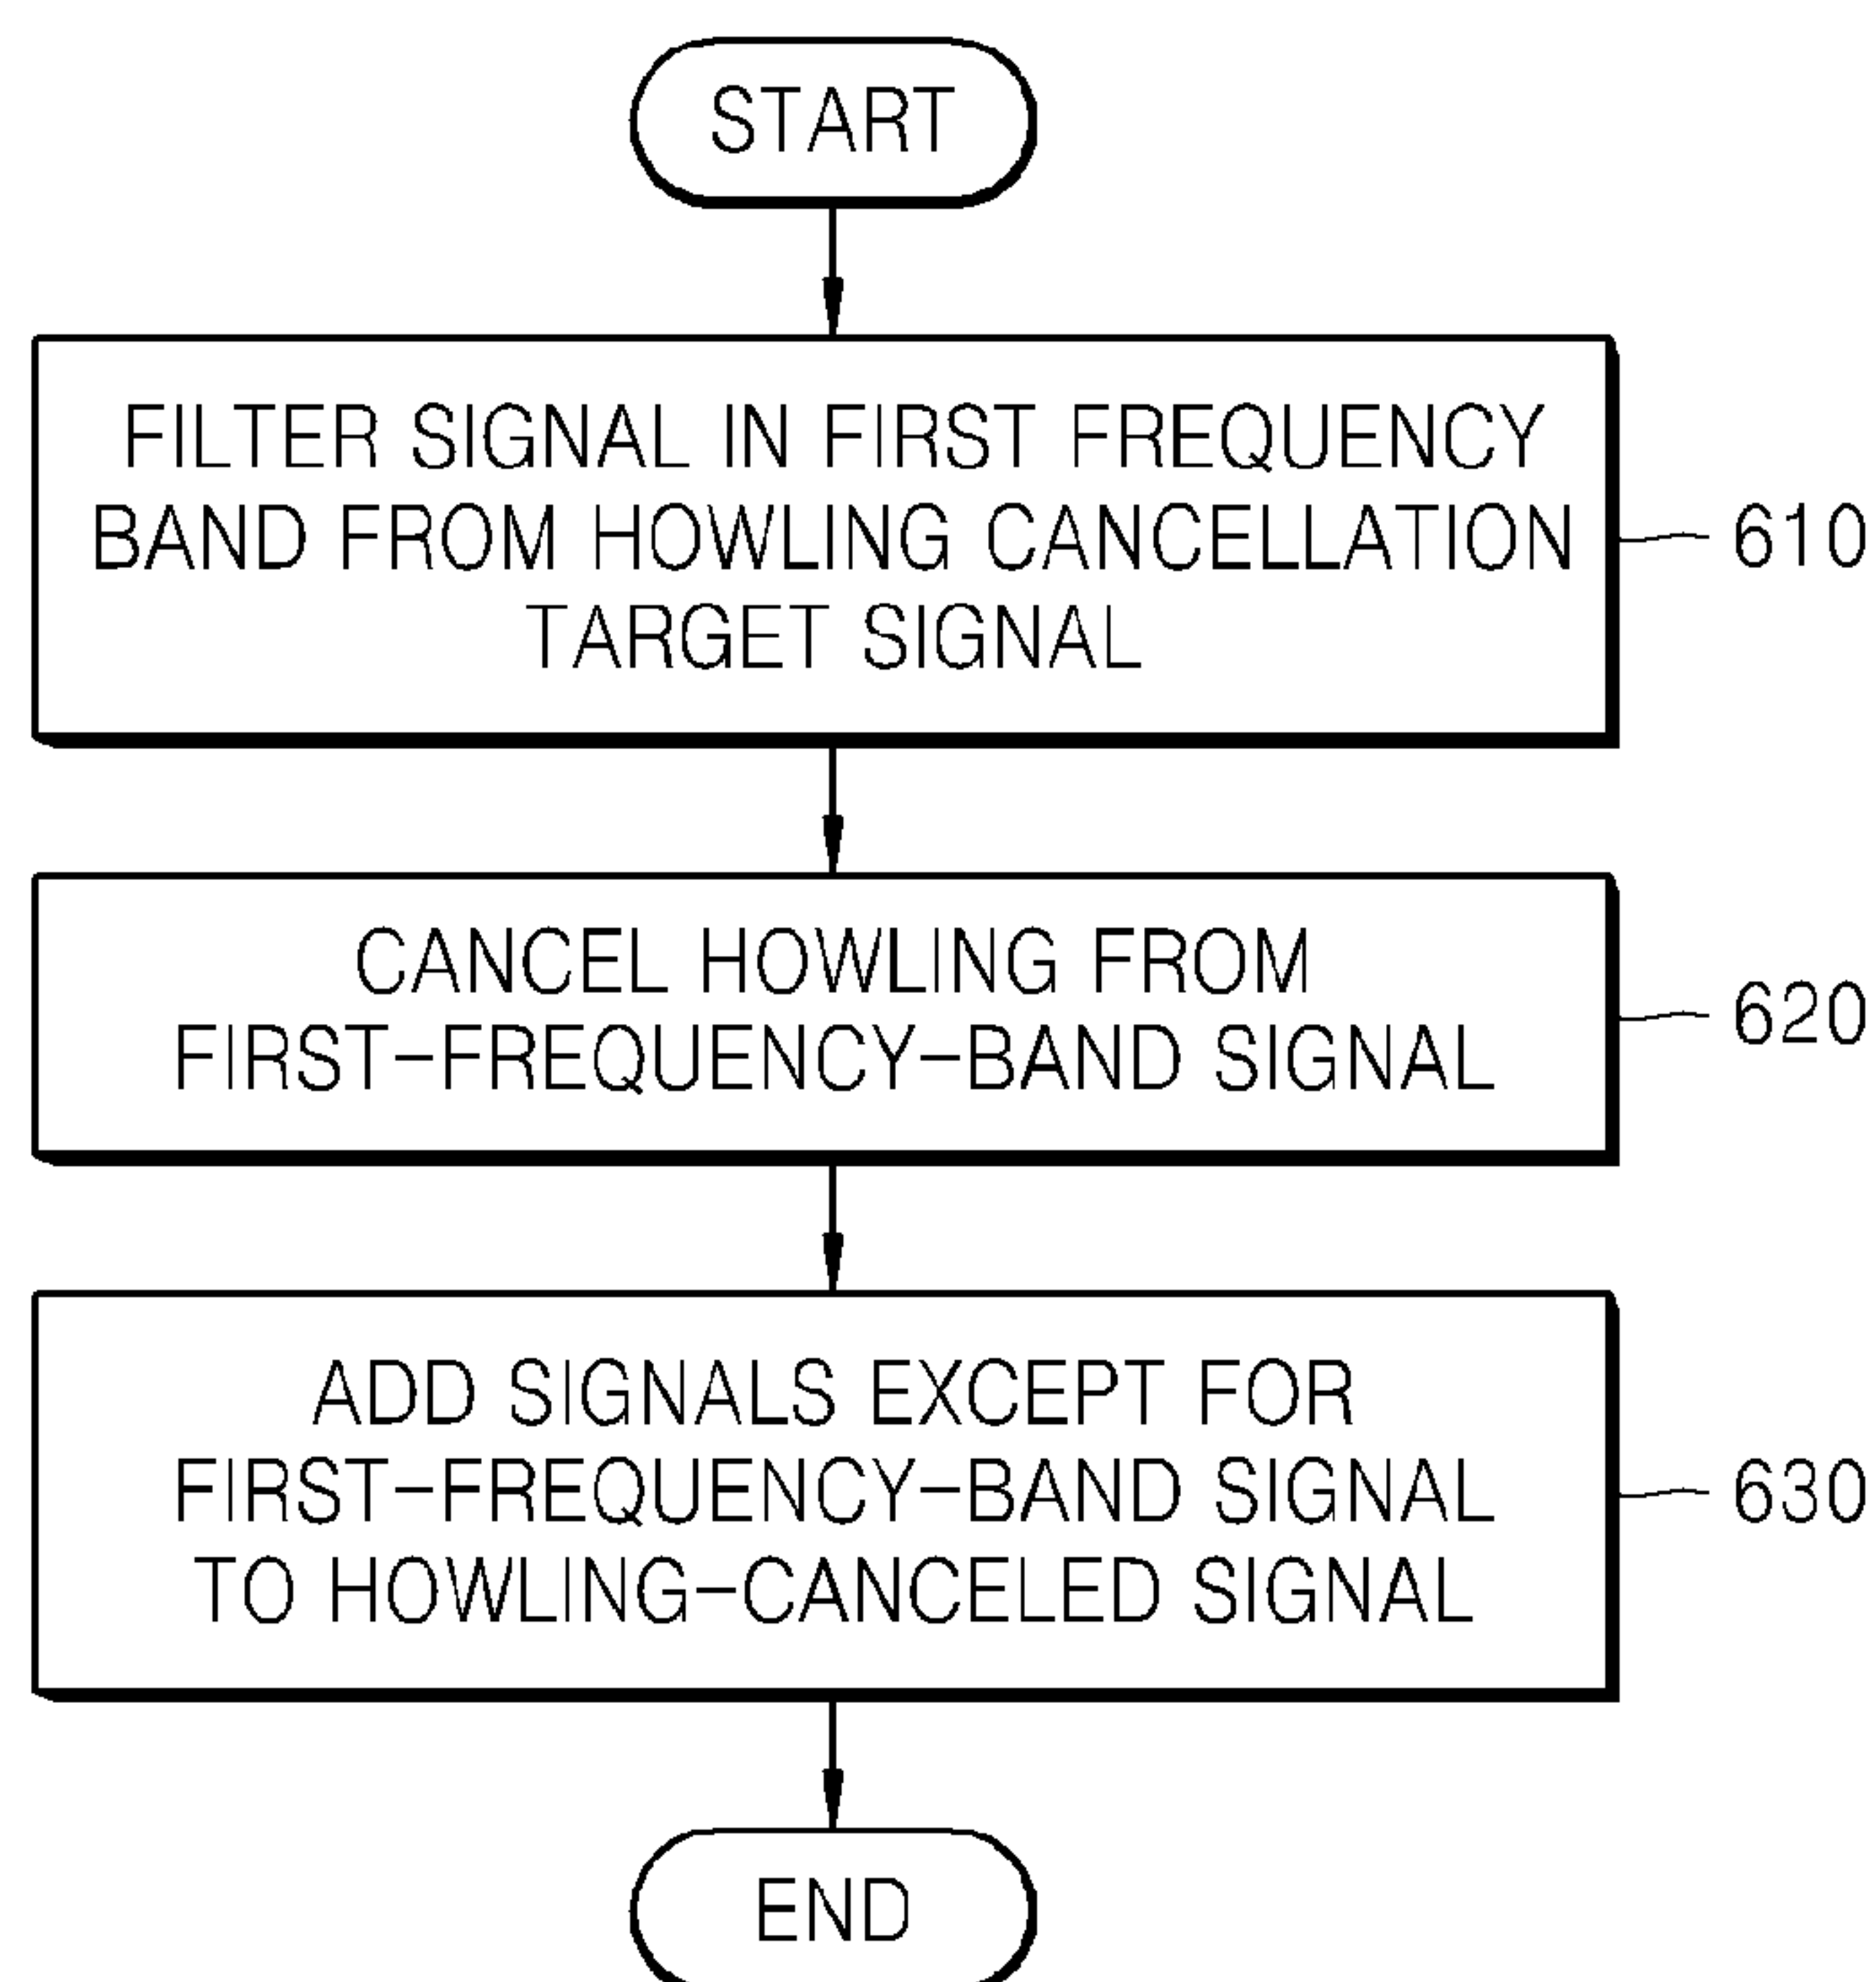 START
FILTER SIGNAL IN FIRST FREQUENCY
BAND FROM HOWLING CANCELLATION
TARGET SIGNAL
610
CANCEL HOWLING FROM
FIRST-FREQUENCY-BAND SIGNAL
620
ADD SIGNALS EXCEPT FOR
FIRST-FREQUENCY-BAND SIGNAL
TO HOWLING-CANCELED SIGNAL
630
END